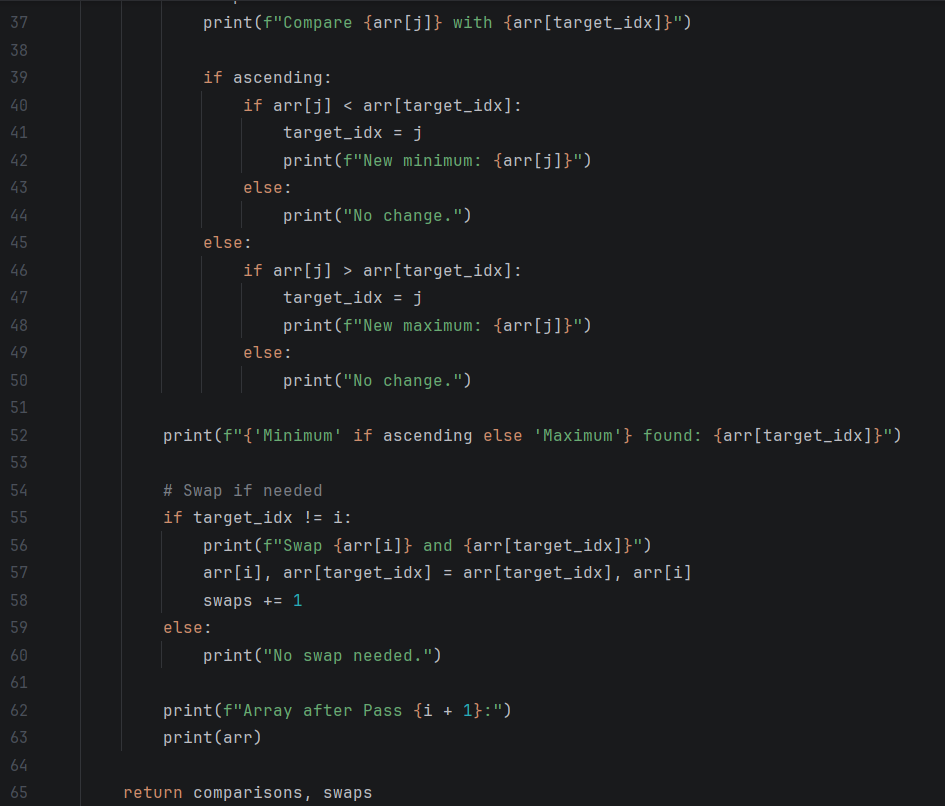 37 print(f"Compare {arr[j]} with {arr[target_idx]}")
38
39 if ascending:
40 if arr[j] < arr[target_idx]:
41 target_idx = j
42 print(f"New minimum: {arr[j]}")
43 else:
44 print("No change.")
45 else:
46 if arr[j] > arr[target_idx]:
47 target_idx = j
48 print(f"New maximum: {arr[j]}")
49 else:
50 print("No change.")
51
52 print(f"{'Minimum' if ascending else 'Maximum'} found: {arr[target_idx]}")
53
54 # Swap if needed
55 if target_idx != i:
56 print(f"Swap {arr[i]} and {arr[target_idx]}")
57 arr[i], arr[target_idx] = arr[target_idx], arr[i]
58 swaps += 1
59 else:
60 print("No swap needed.")
61
62 print(f"Array after Pass {i + 1}:")
63 print(arr)
64
65 return comparisons, swaps